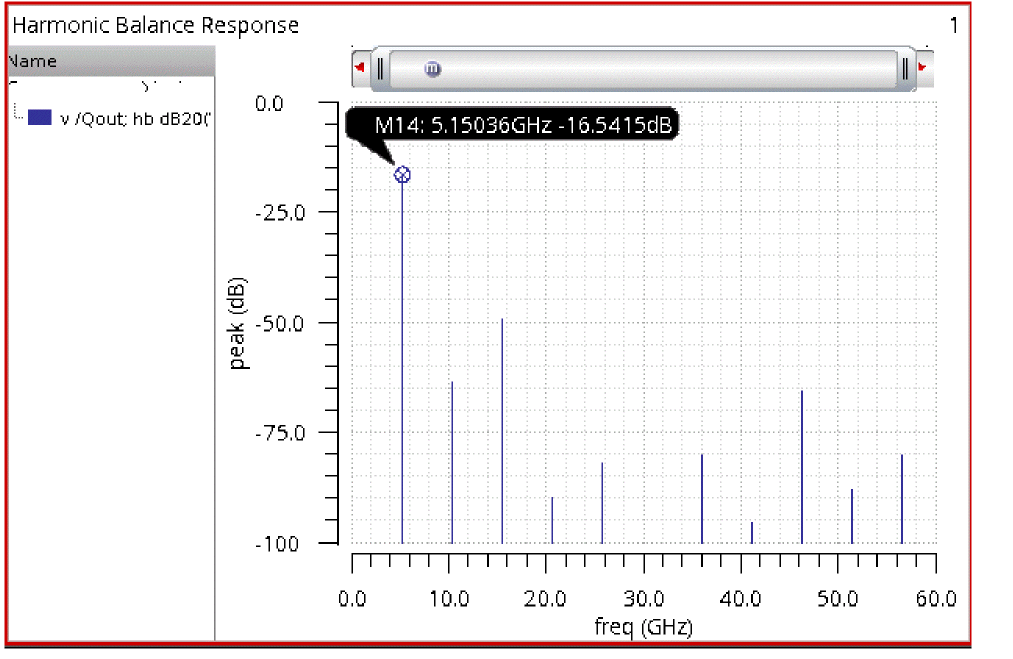 Harmonic Balance Response
1
Name
v /Qout; hb dB20(
M14: 5.15036GHz -16.5415dB
0.0
-25.0
-50.0
-75.0
-100
peak (dB)
0.0 10.0 20.0 30.0 40.0 50.0 60.0
freq (GHz)